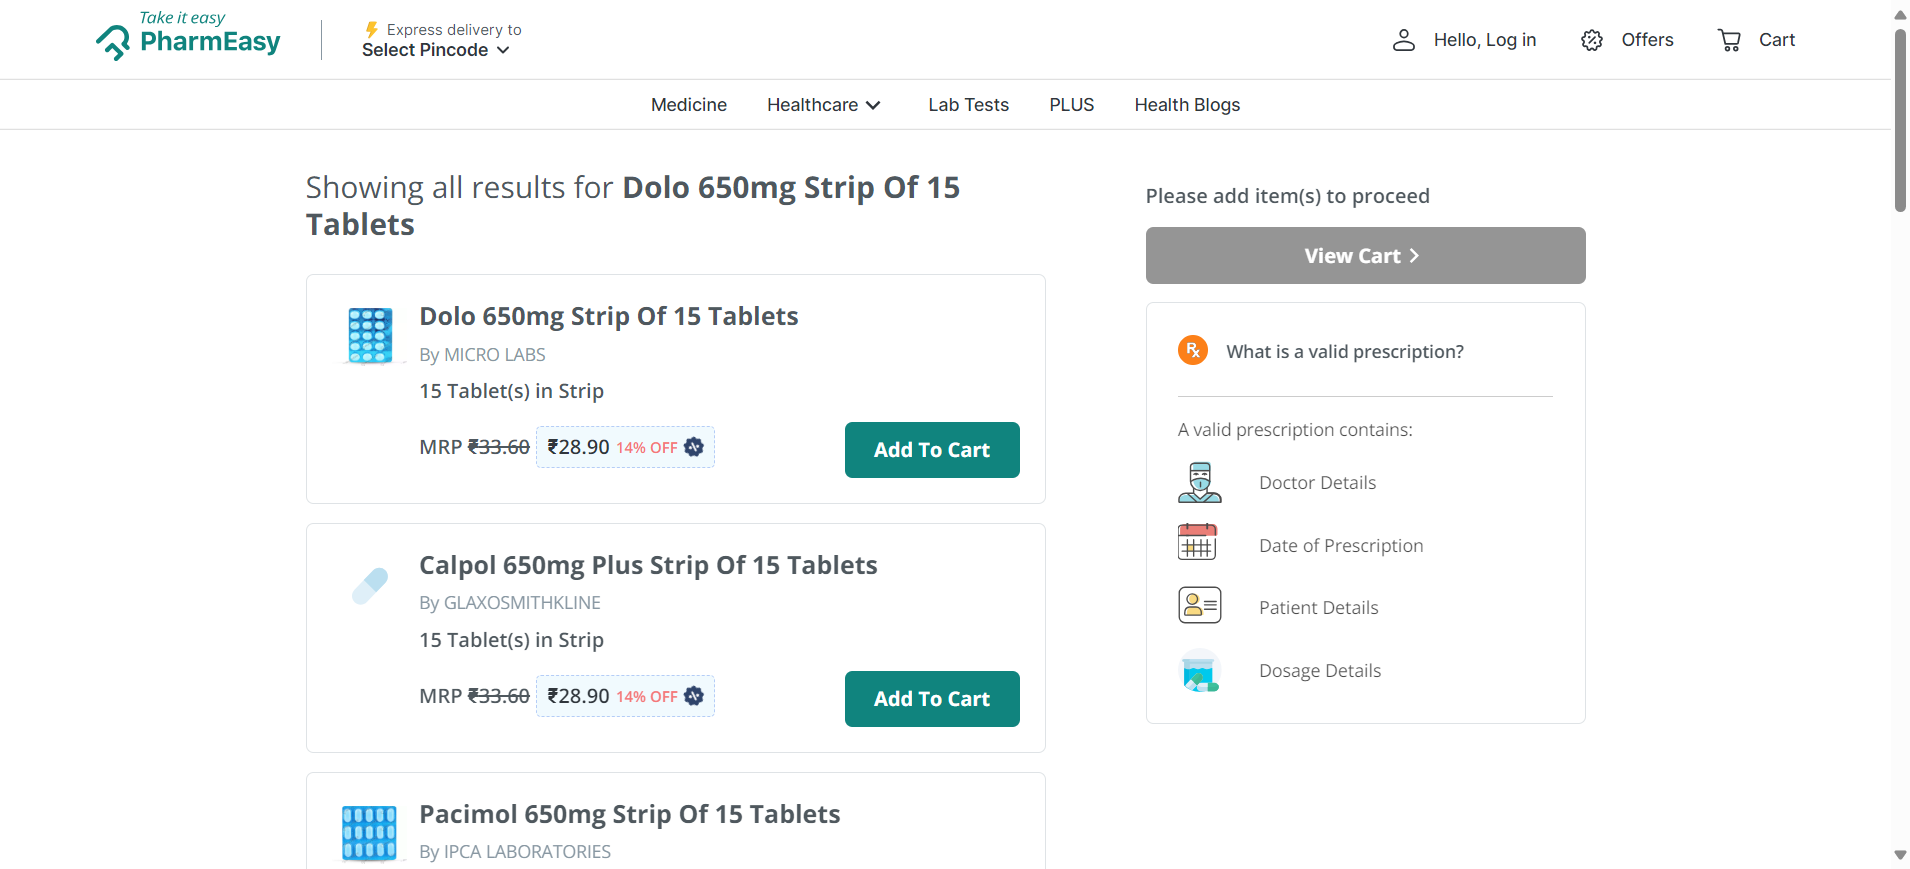 Take it easy
PharmEasy
Express delivery to
Select Pincode
Hello, Log in
Offers
Cart
Medicine
Healthcare
Lab Tests
PLUS
Health Blogs
Showing all results for Dolo 650mg Strip Of 15
Tablets
Dolo 650mg Strip Of 15 Tablets
By MICRO LABS
15 Tablet(s) in Strip
MRP ₹33.60 ₹28.90 14% OFF
Add To Cart
Calpol 650mg Plus Strip Of 15 Tablets
By GLAXOSMITHKLINE
15 Tablet(s) in Strip
MRP ₹33.60 ₹28.90 14% OFF
Add To Cart
Pacimol 650mg Strip Of 15 Tablets
By IPCA LABORATORIES
Please add item(s) to proceed
View Cart
Rx
What is a valid prescription?
A valid prescription contains:
Doctor Details
Date of Prescription
Patient Details
Dosage Details